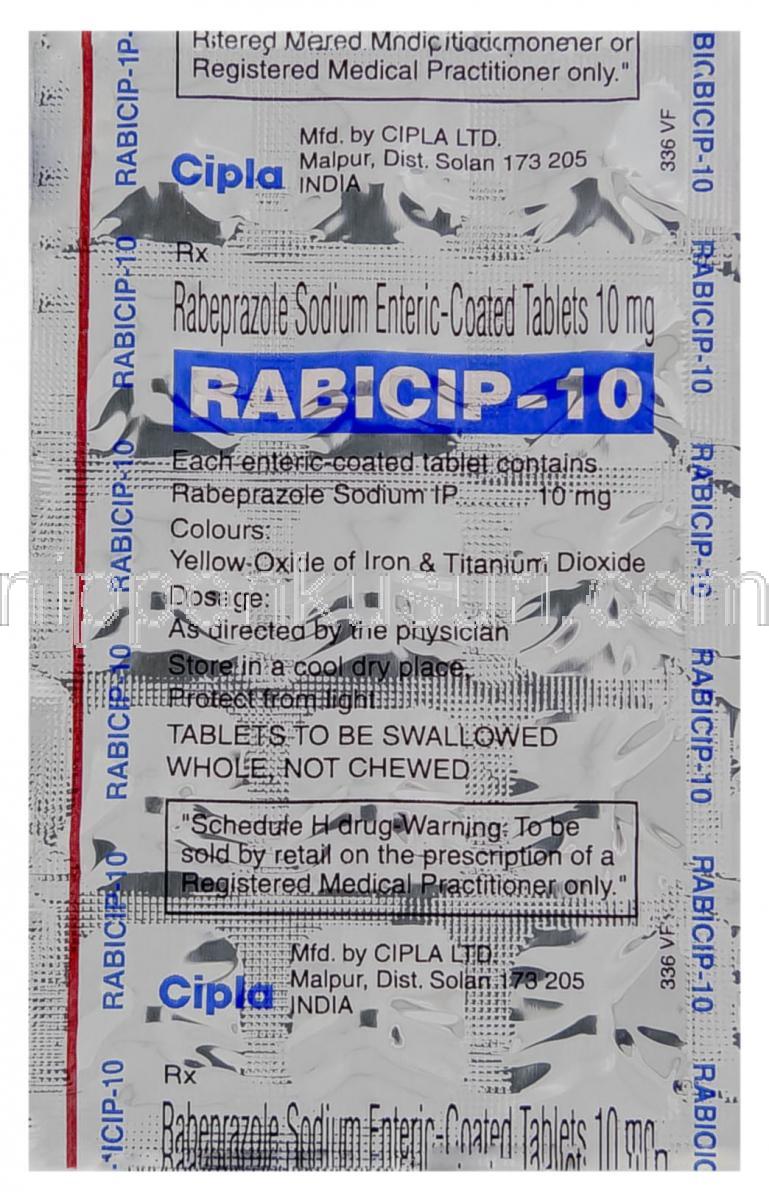 Registered Medical Practitioner only."
Mfd. by CIPLA LTD.
Malpur, Dist. Solan 173 205
INDIA
Cipla
336 VF
Rx
Rabeprazole Sodium Enteric-Coated Tablets 10 mg
RABICIP-10
Each enteric-coated tablet contains
Rabeprazole Sodium IP......... 10 mg
Colours:
Yellow Oxide of Iron & Titanium Dioxide
Dosage:
As directed by the physician
Store in a cool dry place.
Protect from light
TABLETS TO BE SWALLOWED
WHOLE, NOT CHEWED
"Schedule H drug-Warning: To be
sold by retail on the prescription of a
Registered Medical Practitioner only."
Mfd. by CIPLA LTD.
Malpur, Dist. Solan 173 205
INDIA
Cipla
336 VF
Rx
Rabeprazole Sodium Enteric-Coated Tablets 10 mg
RABICIP-10
RABICIP-10
RABICIP-10
RABICIP-10
RABICIP-10
RABICIP-10
RABICIP-10
RABICIP-10
nipponkusuri.com